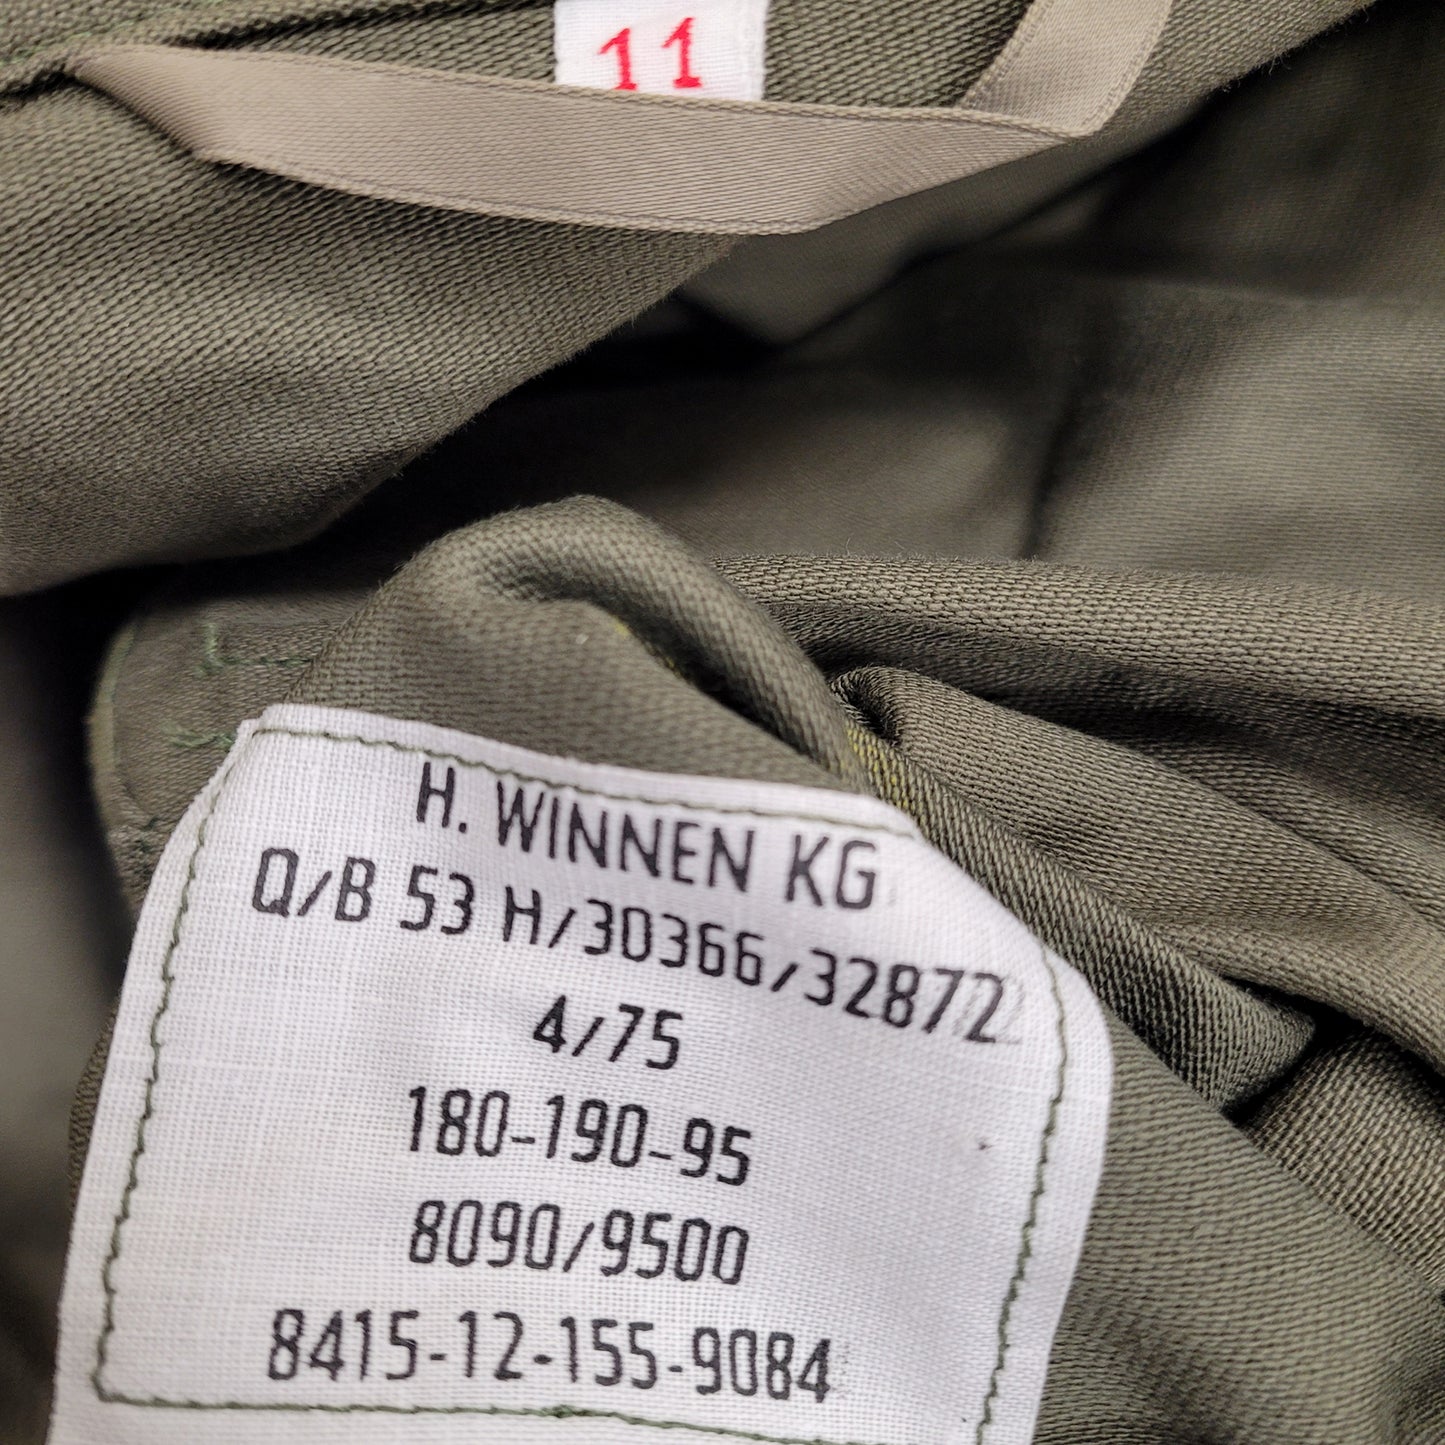 11
H. WINNEN KG
Q/B 53 H/30366/32872
4/75
180-190-95
8090/9500
8415-12-155-9084